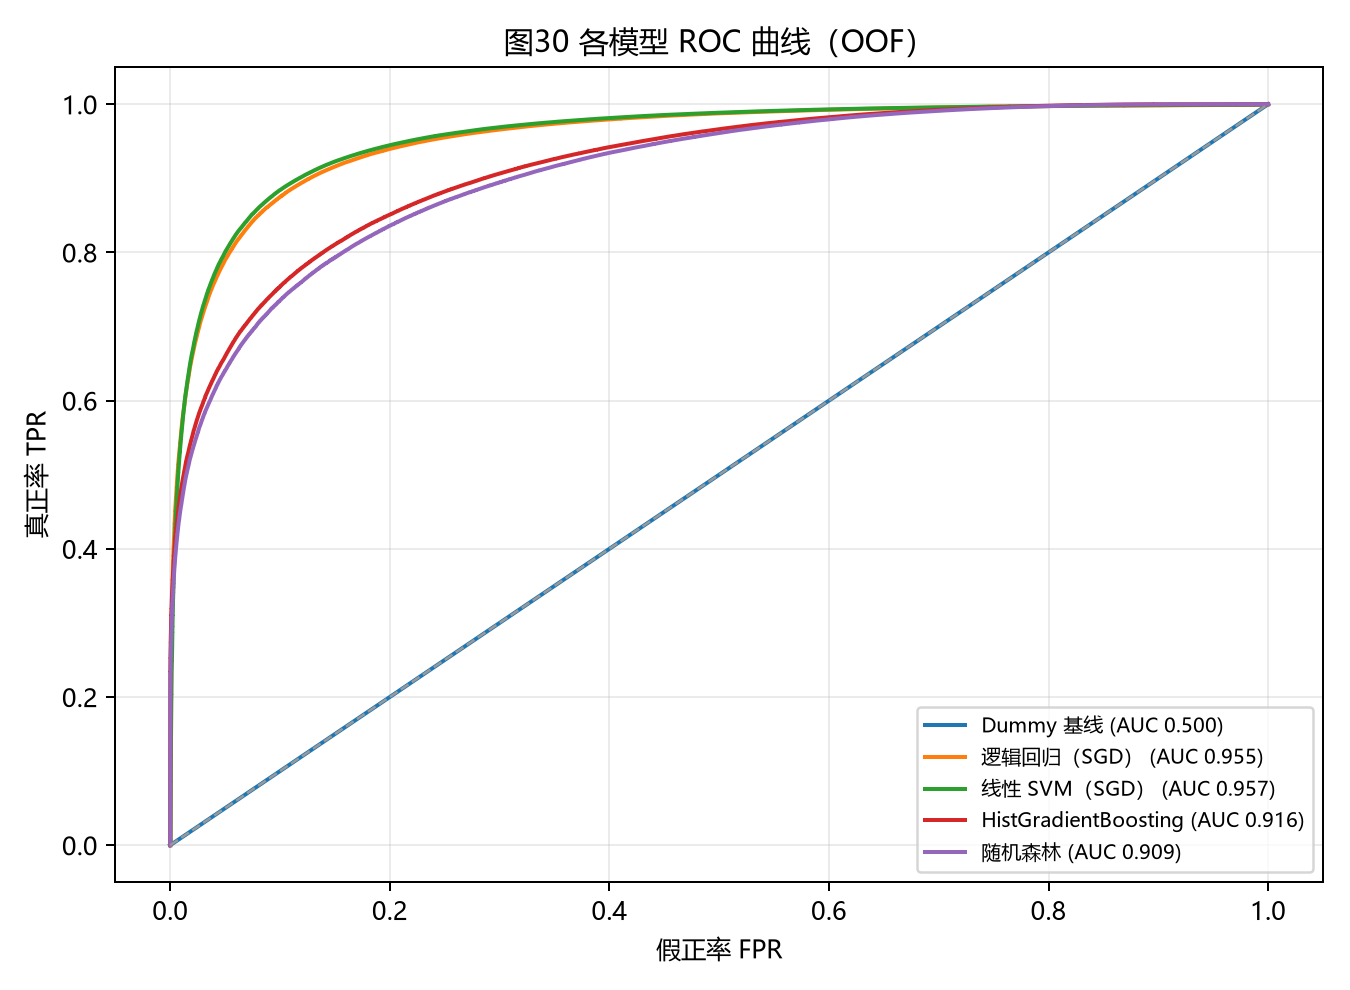 图30 各模型 ROC 曲线（OOF）
1.0
0.8
0.6
0.4
0.2
0.0
真正率 TPR
0.0 0.2 0.4 0.6 0.8 1.0
假正率 FPR
Dummy 基线 (AUC 0.500)
逻辑回归（SGD） (AUC 0.955)
线性 SVM（SGD） (AUC 0.957)
HistGradientBoosting (AUC 0.916)
随机森林 (AUC 0.909)